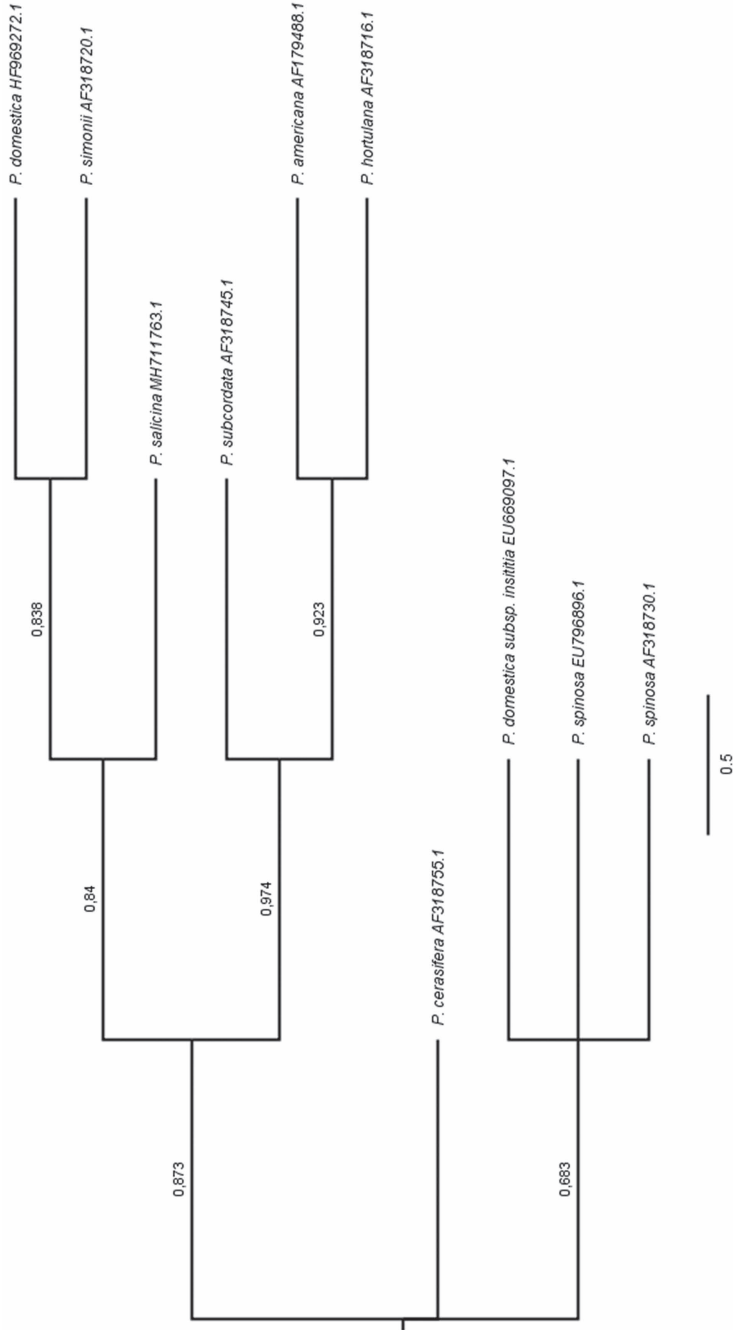 P. domestica HF969272.1
P. simonii AF318720.1
0,838
P. salicina MH711763.1
0,84
P. subcordata AF318745.1
0,974
P. americana AF179488.1
P. hortulana AF318716.1
0,923
0,873
P. cerasifera AF318755.1
P. domestica subsp. insititia EU669097.1
P. spinosa EU796896.1
0,683
P. spinosa AF318730.1
0.5